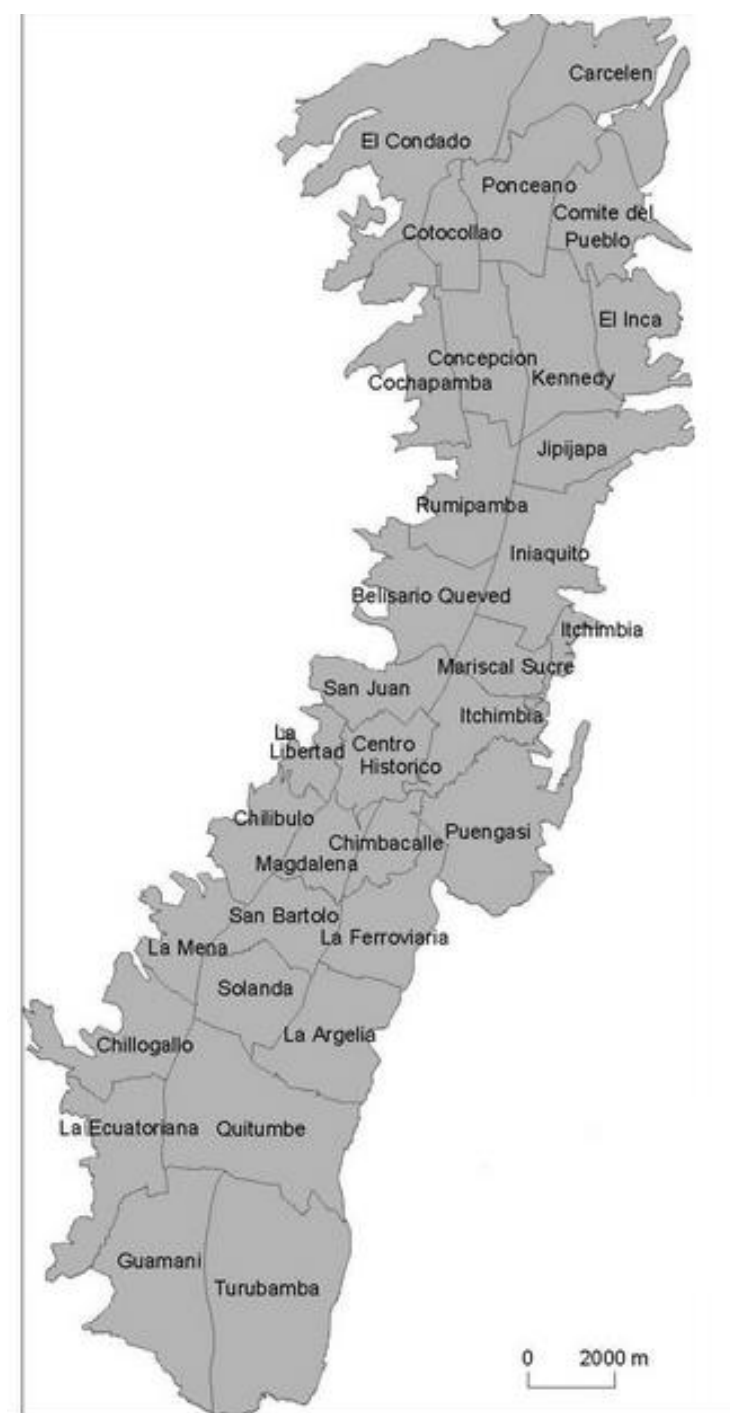 Carcelen
El Condado
Ponceano
Comite del
Pueblo
Cotocollao
El Inca
Concepcion
Kennedy
Cochapamba
Jipijapa
Rumipamba
Iniaquito
Belisario Queved
Itchimbia
Mariscal Sucre
San Juan
Itchimbia
La
Libertad
Centro
Historico
Chilibulo
Puengasi
Chimbacalle
Magdalena
San Bartolo
La Ferroviaria
La Mena
Solanda
La Argelia
Chillogallo
La Ecuatoriana
Quitumbe
Guamani
Turubamba
0 2000 m